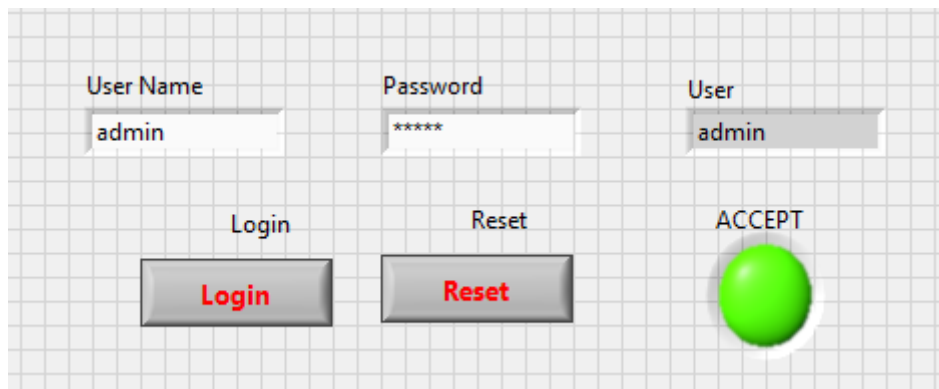 User Name
Password
User
admin
*****
admin
Login
Reset
ACCEPT
Login
Reset